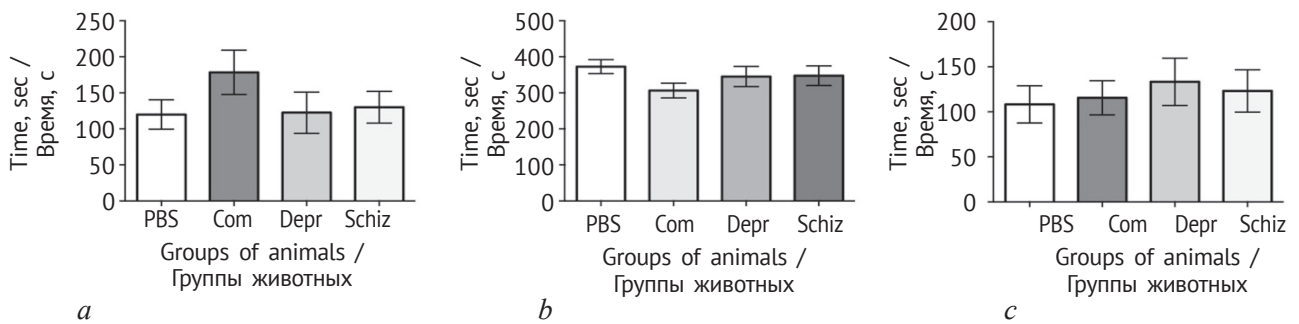 250
200
150
100
50
0
Time, sec /
Время, с
PBS Com Depr Schiz
Groups of animals /
Группы животных
a
500
400
300
200
100
0
Time, sec /
Время, с
PBS Com Depr Schiz
Groups of animals /
Группы животных
b
200
150
100
50
0
Time, sec /
Время, с
PBS Com Depr Schiz
Groups of animals /
Группы животных
c